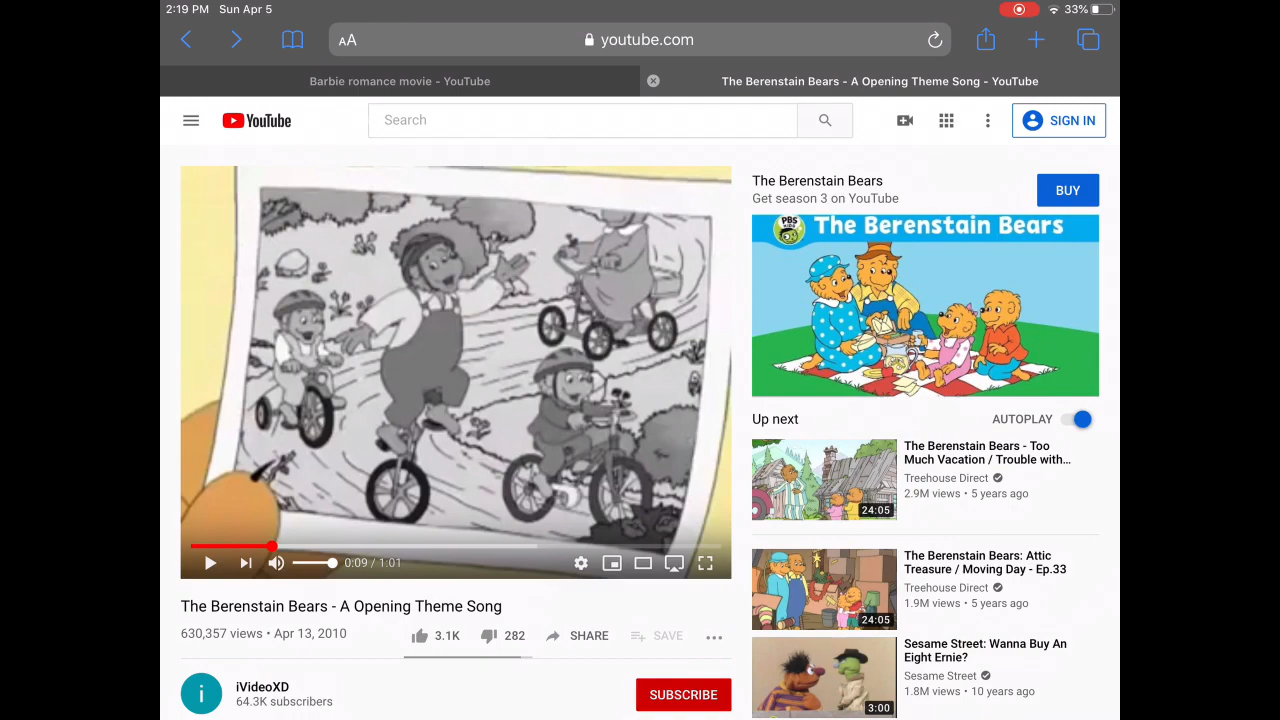 2:19 PM Sun Apr 5
33%
AA
youtube.com
Barbie romance movie - YouTube
The Berenstain Bears - A Opening Theme Song - YouTube
YouTube
Search
SIGN IN
The Berenstain Bears
Get season 3 on YouTube
BUY
PBS KIDS
The Berenstain Bears
Up next
AUTOPLAY
The Berenstain Bears - Too
Much Vacation / Trouble with...
Treehouse Direct
2.9M views • 5 years ago
24:05
The Berenstain Bears: Attic
Treasure / Moving Day - Ep.33
Treehouse Direct
1.9M views • 5 years ago
24:05
Sesame Street: Wanna Buy An
Eight Ernie?
Sesame Street
1.8M views • 10 years ago
3:00
0:09 / 1:01
The Berenstain Bears - A Opening Theme Song
630,357 views • Apr 13, 2010
3.1K
282
SHARE
SAVE
i
iVideoXD
64.3K subscribers
SUBSCRIBE